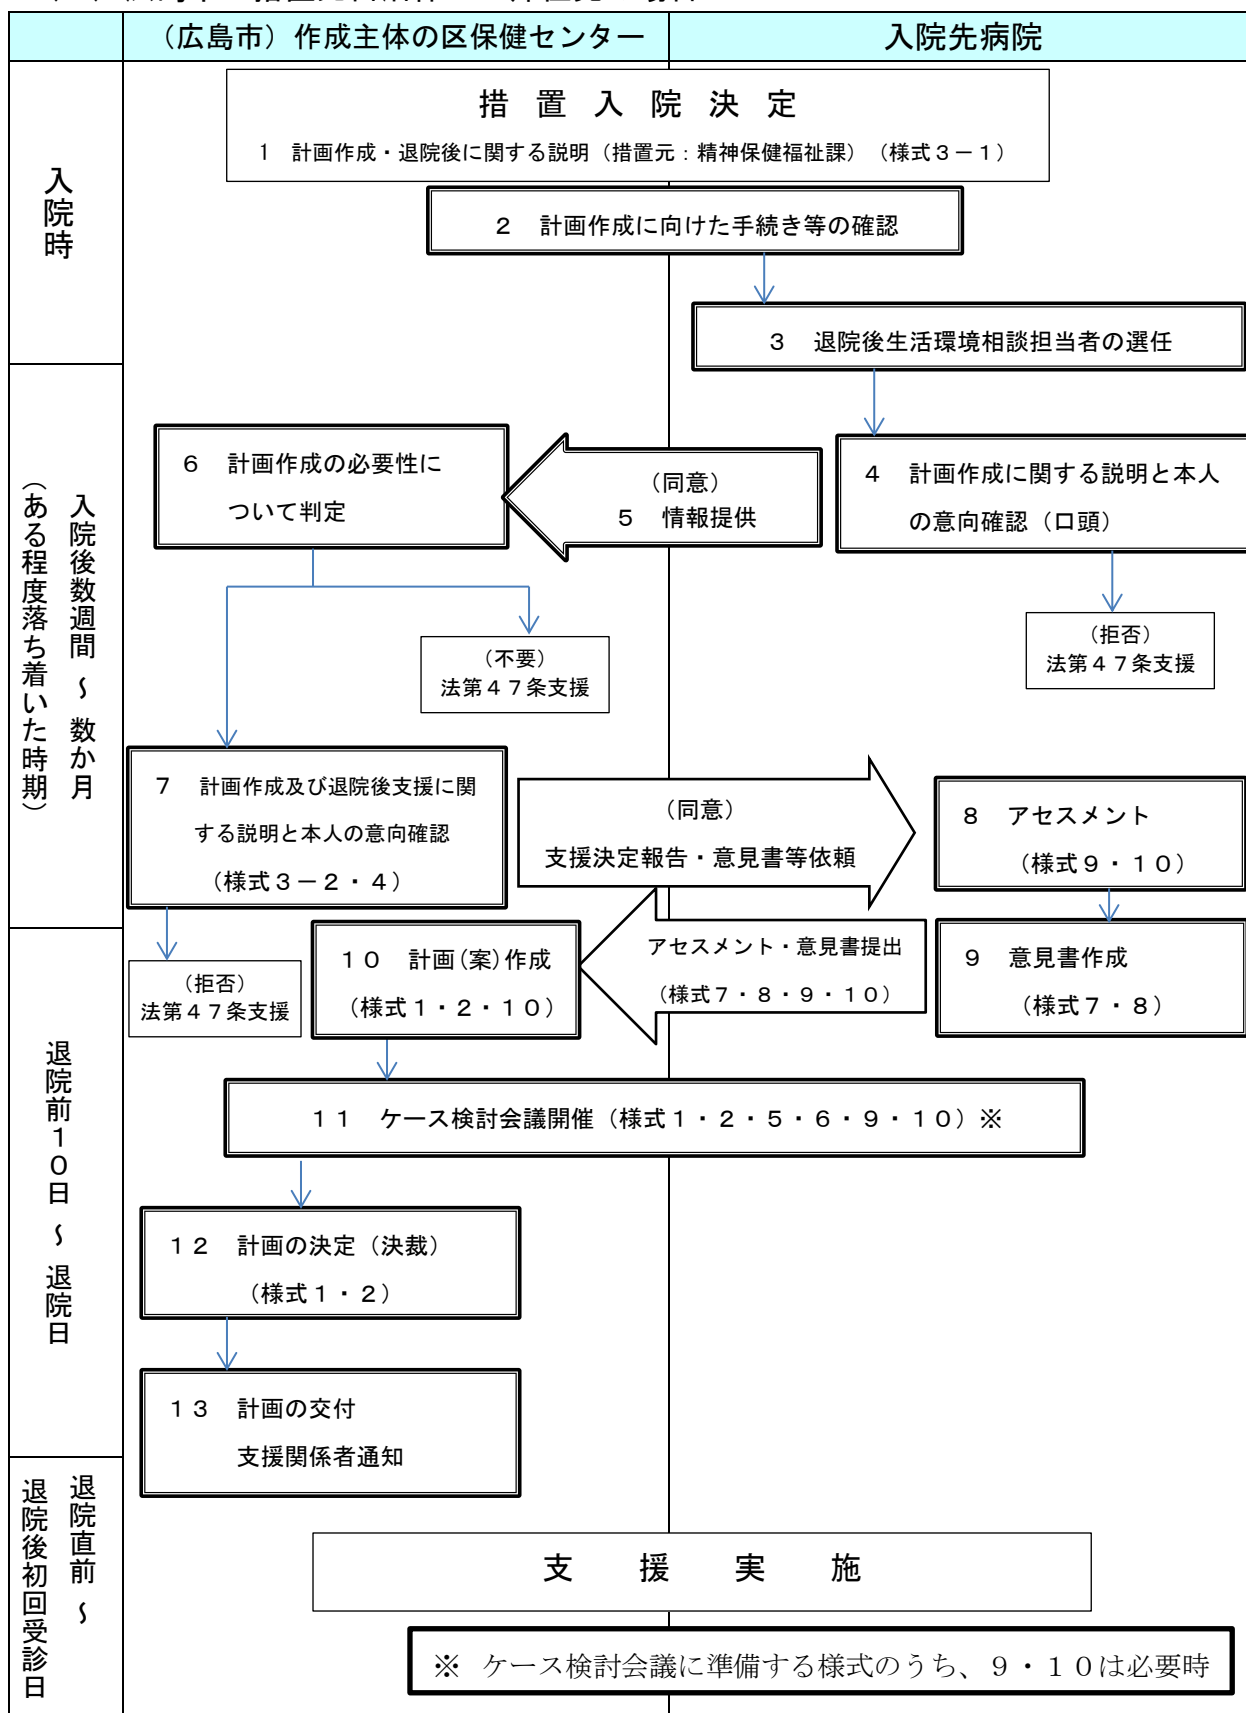 （広島市）作成主体の区保健センター
入院先病院
入院時
措置入院決定
1 計画作成・退院後に関する説明（措置元：精神保健福祉課）（様式３－１）
２ 計画作成に向けた手続き等の確認
３ 退院後生活環境相談担当者の選任
入院後数週間 ～ 数か月
（ある程度落ち着いた時期）
６ 計画作成の必要性に
ついて判定
（同意）
５ 情報提供
４ 計画作成に関する説明と本人
の意向確認（口頭）
（不要）
法第４７条支援
（拒否）
法第４７条支援
７ 計画作成及び退院後支援に関
する説明と本人の意向確認
（様式３－２・４）
（同意）
支援決定報告・意見書等依頼
８ アセスメント
（様式９・１０）
退院前１０日 ～ 退院日
（拒否）
法第４７条支援
１０ 計画（案）作成
（様式１・２・１０）
アセスメント・意見書提出
（様式７・８・９・１０）
９ 意見書作成
（様式７・８）
１１ ケース検討会議開催（様式１・２・５・６・９・１０）※
１２ 計画の決定（決裁）
（様式１・２）
１３ 計画の交付
支援関係者通知
退院直前 ～
退院後初回受診日
支援実施
※ ケース検討会議に準備する様式のうち、９・１０は必要時